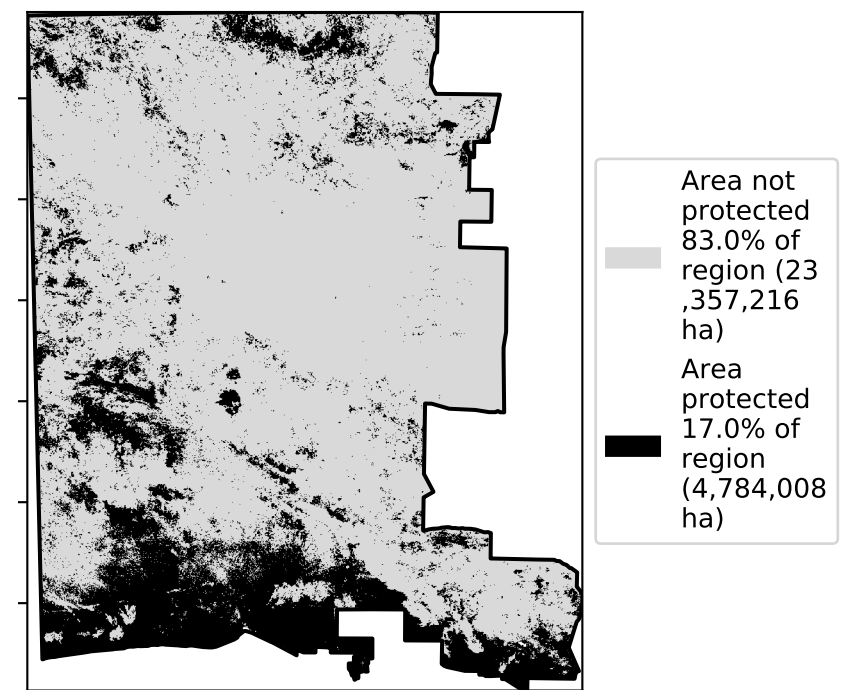 Area not
protected
83.0% of
region (23
,357,216
ha)
Area
protected
17.0% of
region
(4,784,008
ha)